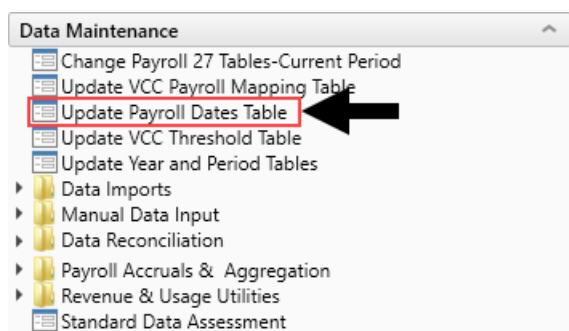 Data Maintenance
Change Payroll 27 Tables-Current Period
Update VCC Payroll Mapping Table
Update Payroll Dates Table
Update VCC Threshold Table
Update Year and Period Tables
Data Imports
Manual Data Input
Data Reconciliation
Payroll Accruals & Aggregation
Revenue & Usage Utilities
Standard Data Assessment